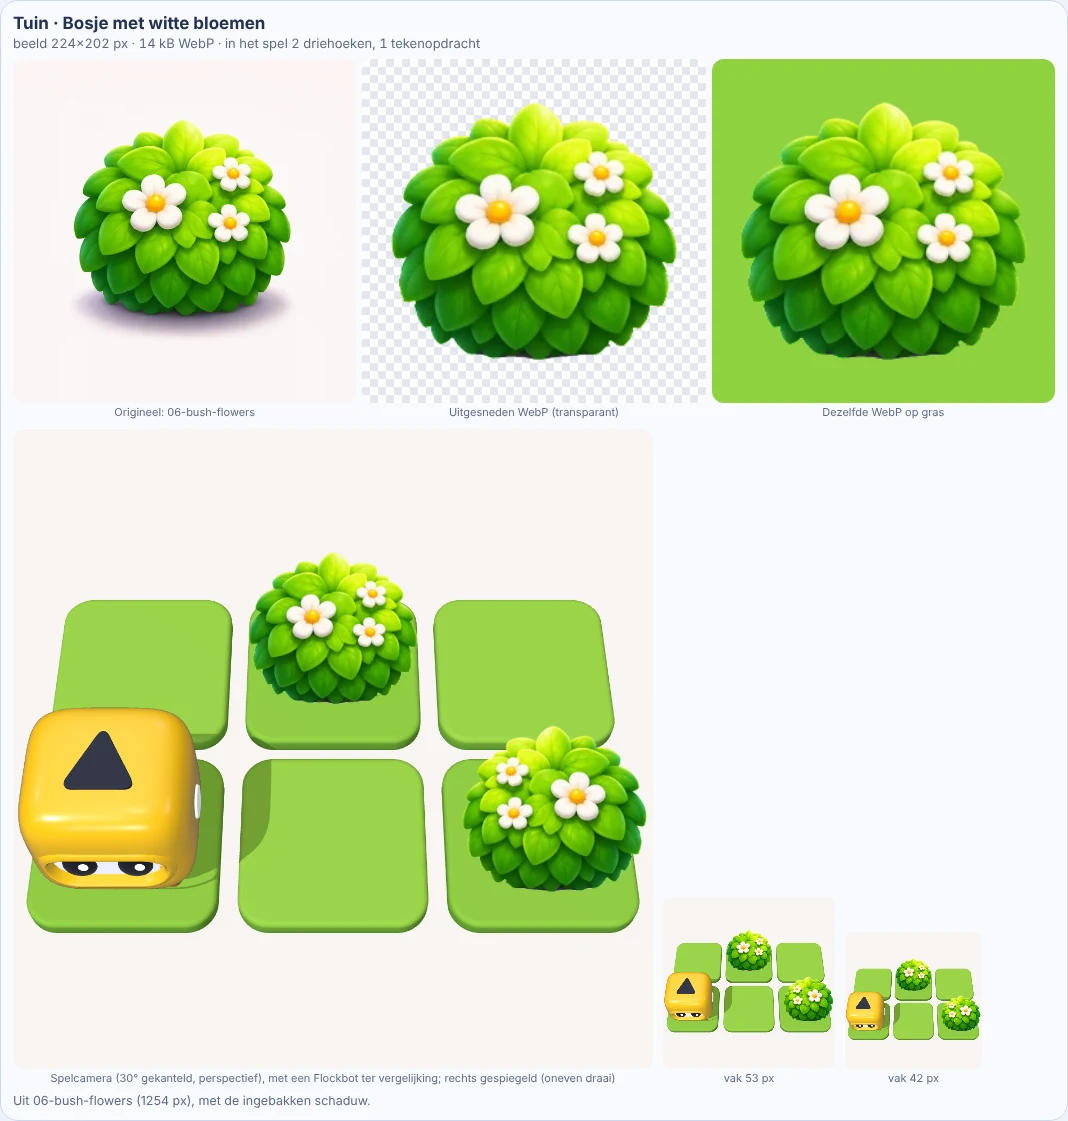 Tuin · Bosje met witte bloemen
beeld 224×202 px · 14 kB WebP · in het spel 2 driehoeken, 1 tekenopdracht
Origineel: 06-bush-flowers
Uitgesneden WebP (transparant)
Dezelfde WebP op gras
Spelcamera (30° gekanteld, perspectief), met een Flockbot ter vergelijking; rechts gespiegeld (oneven draai)
vak 53 px
vak 42 px
Uit 06-bush-flowers (1254 px), met de ingebakken schaduw.